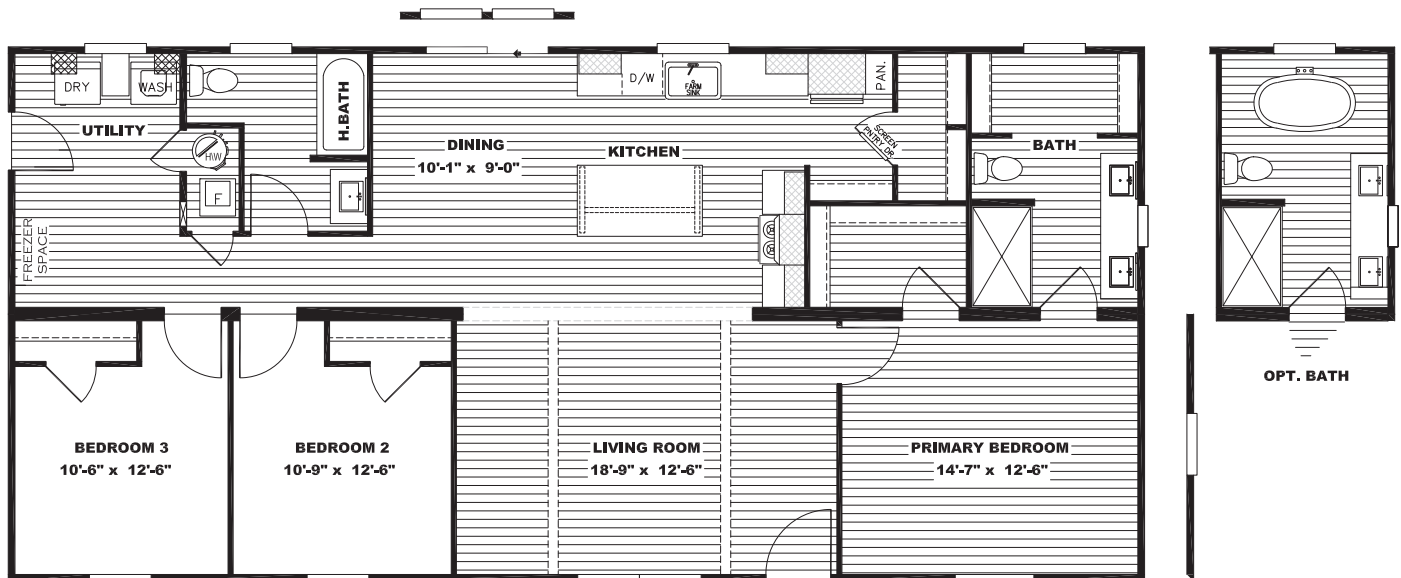 DRY
WASH
UTILITY
H/W
F
FREEZER
SPACE
H.BATH
DINING
10'-1" x 9'-0"
D/W
FARM
SINK
KITCHEN
PAN.
SCREEN
PNTRY DR
BATH
OPT. BATH
BEDROOM 3
10'-6" x 12'-6"
BEDROOM 2
10'-9" x 12'-6"
LIVING ROOM
18'-9" x 12'-6"
PRIMARY BEDROOM
14'-7" x 12'-6"